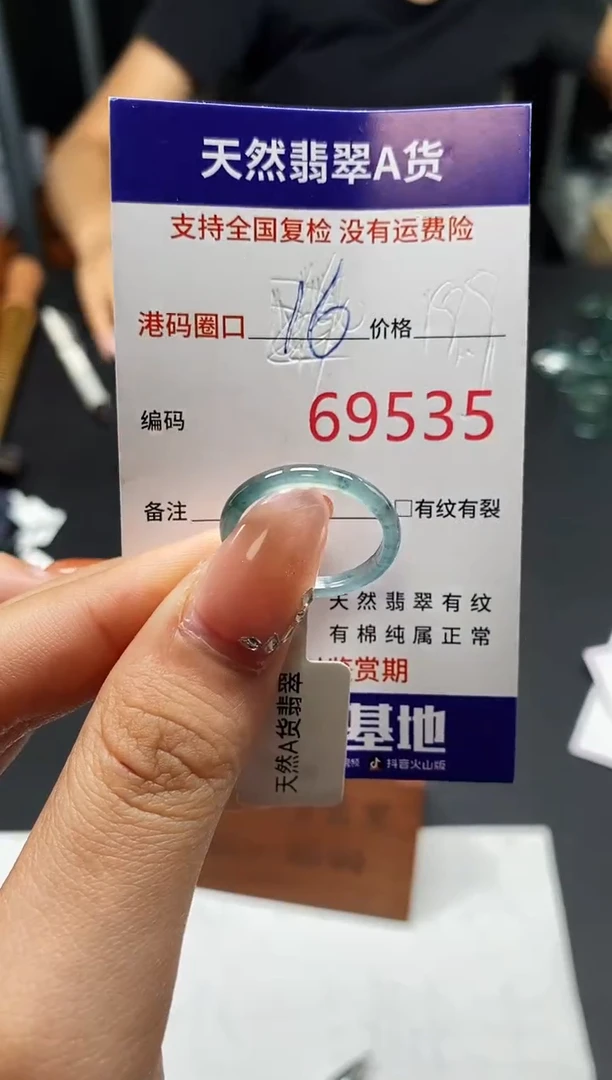 天然翡翠A货
支持全国复检 没有运费险
港码圈口 16 价格
编码 69535
备注 □有纹有裂
天然翡翠有纹
有棉纯属正常
鉴赏期
基地
抖音火山版
天然A货翡翠